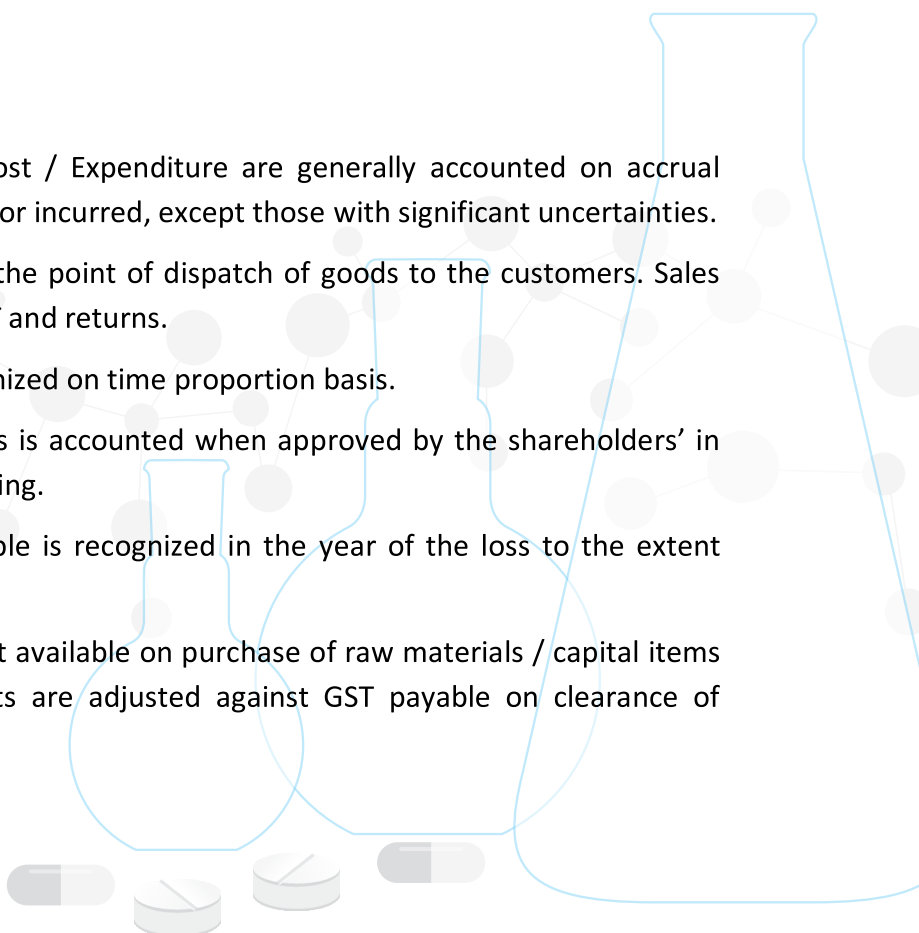 ost / Expenditure are generally accounted on accrual
or incurred, except those with significant uncertainties.
the point of dispatch of goods to the customers. Sales
and returns.
nized on time proportion basis.
s is accounted when approved by the shareholders’ in
ing.
ble is recognized in the year of the loss to the extent
t available on purchase of raw materials / capital items
ts are adjusted against GST payable on clearance of